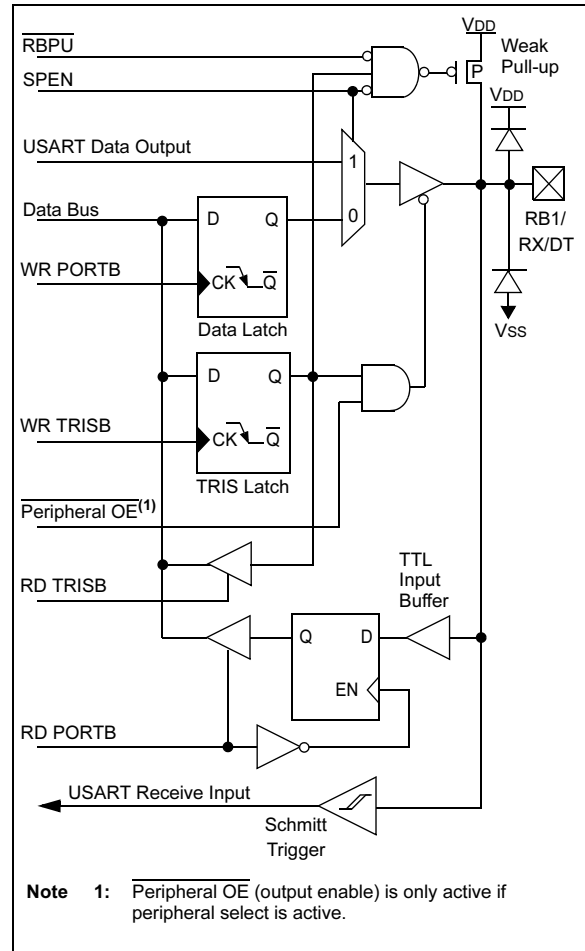 RBPU
VDD
Weak
Pull-up
SPEN
P
VDD
USART Data Output
1
Data Bus
D
Q
0
RB1/
RX/DT
WR PORTB
CK
Q
Data Latch
VSS
D
Q
WR TRISB
CK
Q
TRIS Latch
Peripheral OE(1)
TTL
Input
Buffer
RD TRISB
Q
D
EN
RD PORTB
USART Receive Input
Schmitt
Trigger
Note 1: Peripheral OE (output enable) is only active if
peripheral select is active.